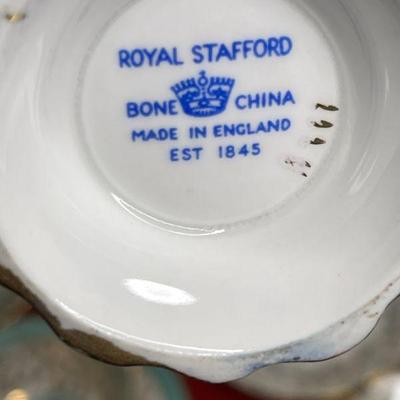 ROYAL STAFFORD
BONE CHINA
MADE IN ENGLAND
EST 1845